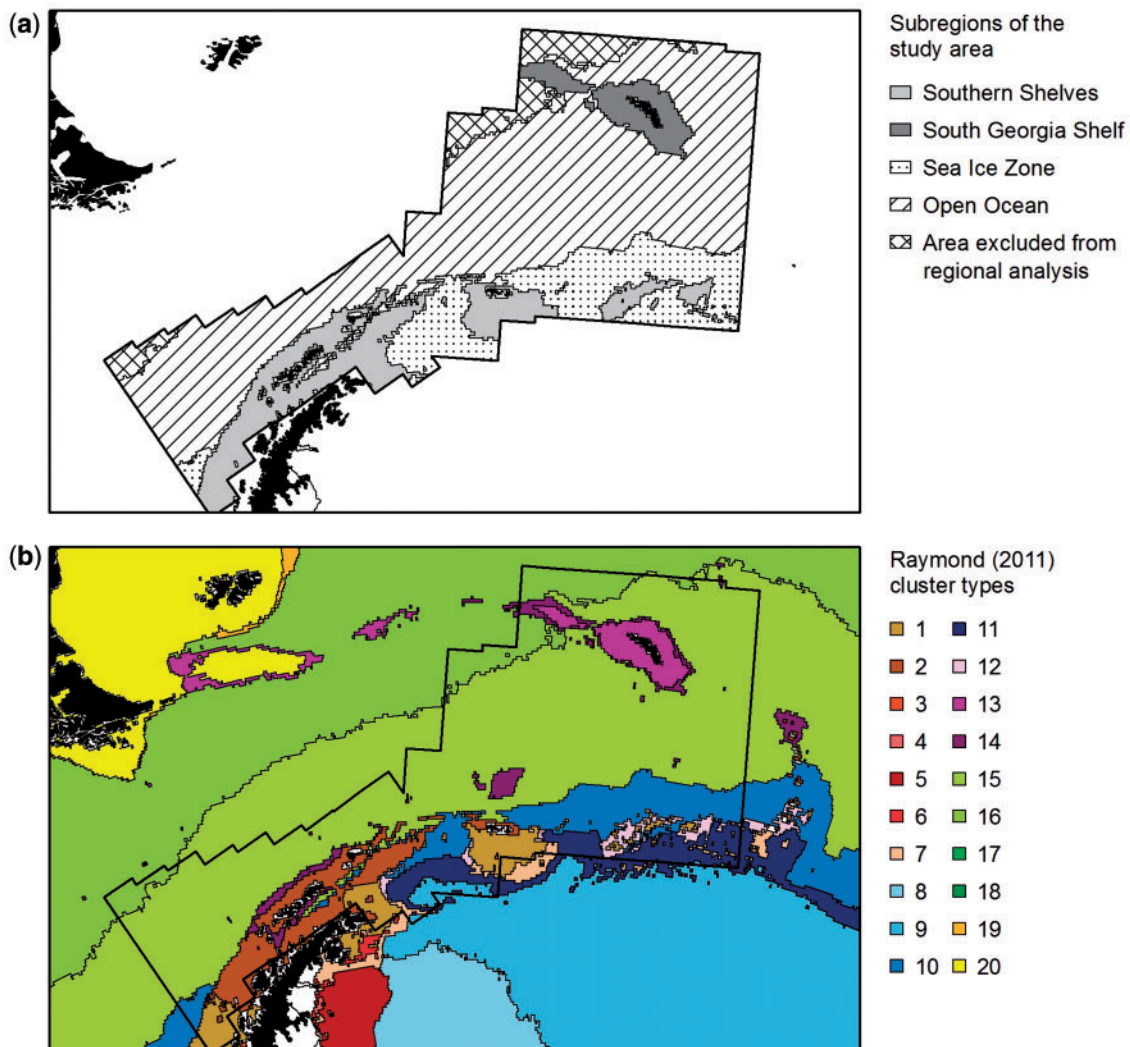 (a)
Subregions of the
study area
Southern Shelves
South Georgia Shelf
Sea Ice Zone
Open Ocean
Area excluded from
regional analysis
(b)
Raymond (2011)
cluster types
1 11
2 12
3 13
4 14
5 15
6 16
7 17
8 18
9 19
10 20